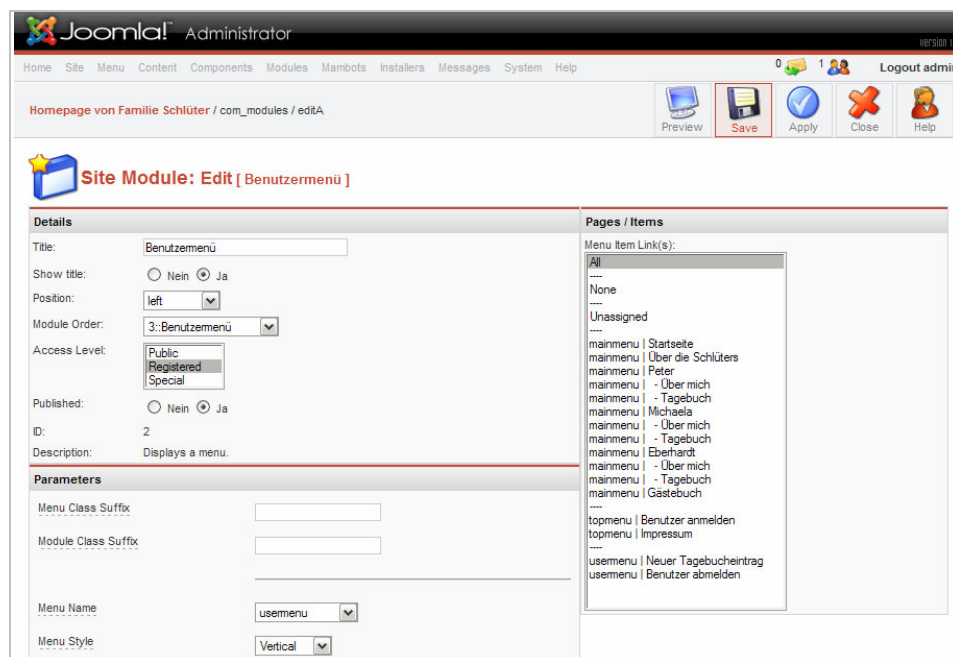 Joomla! Administrator
version
Home Site Menu Content Components Modules Mambots Installers Messages System Help 0 1 Logout admin
Homepage von Familie Schlüter / com_modules / editA
Preview Save Apply Close Help
Site Module: Edit [ Benutzermenü ]
Details
Title: Benutzermenü
Show title: Nein Ja
Position: left
Module Order: 3::Benutzermenü
Access Level: Public
Registered
Special
Published: Nein Ja
ID: 2
Description: Displays a menu.
Parameters
Menu Class Suffix
Module Class Suffix
Menu Name usermenu
Menu Style Vertical
Pages / Items
Menu Item Link(s):
All
----
None
----
Unassigned
----
mainmenu | Startseite
mainmenu | Über die Schlüters
mainmenu | Peter
mainmenu | - Über mich
mainmenu | - Tagebuch
mainmenu | Michaela
mainmenu | - Über mich
mainmenu | - Tagebuch
mainmenu | Eberhardt
mainmenu | - Über mich
mainmenu | - Tagebuch
mainmenu | Gästebuch
----
topmenu | Benutzer anmelden
topmenu | Impressum
----
usermenu | Neuer Tagebucheintrag
usermenu | Benutzer abmelden